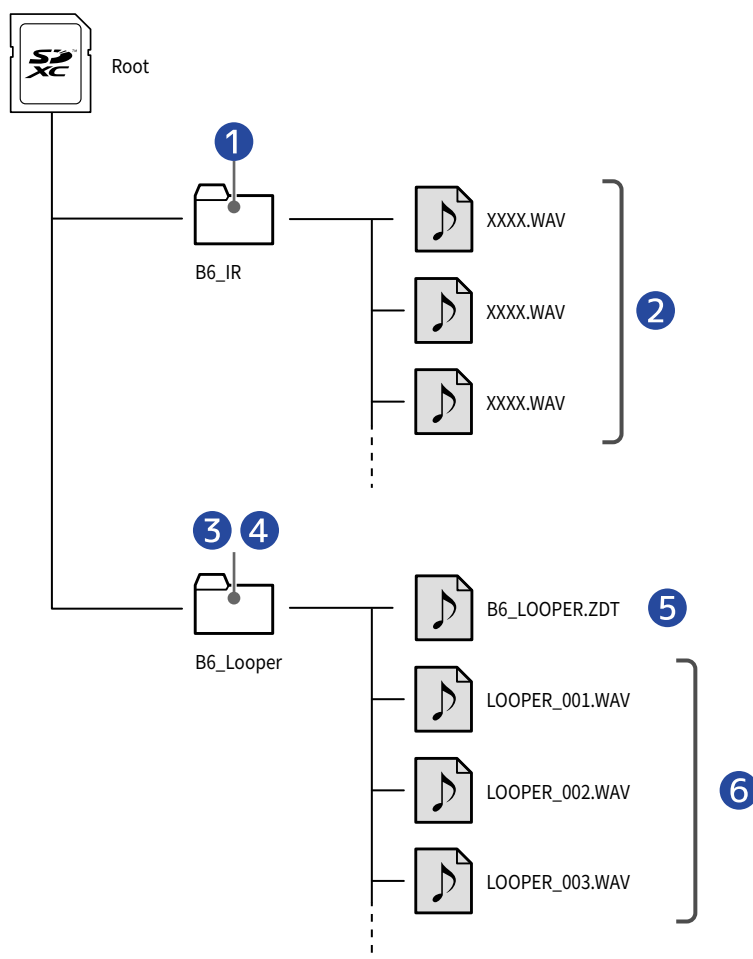 SD
XC
™
Root
1
B6_IR
XXXX.WAV
XXXX.WAV
2
XXXX.WAV
3 4
B6_Looper
B6_LOOPER.ZDT 5
LOOPER_001.WAV
LOOPER_002.WAV
6
LOOPER_003.WAV